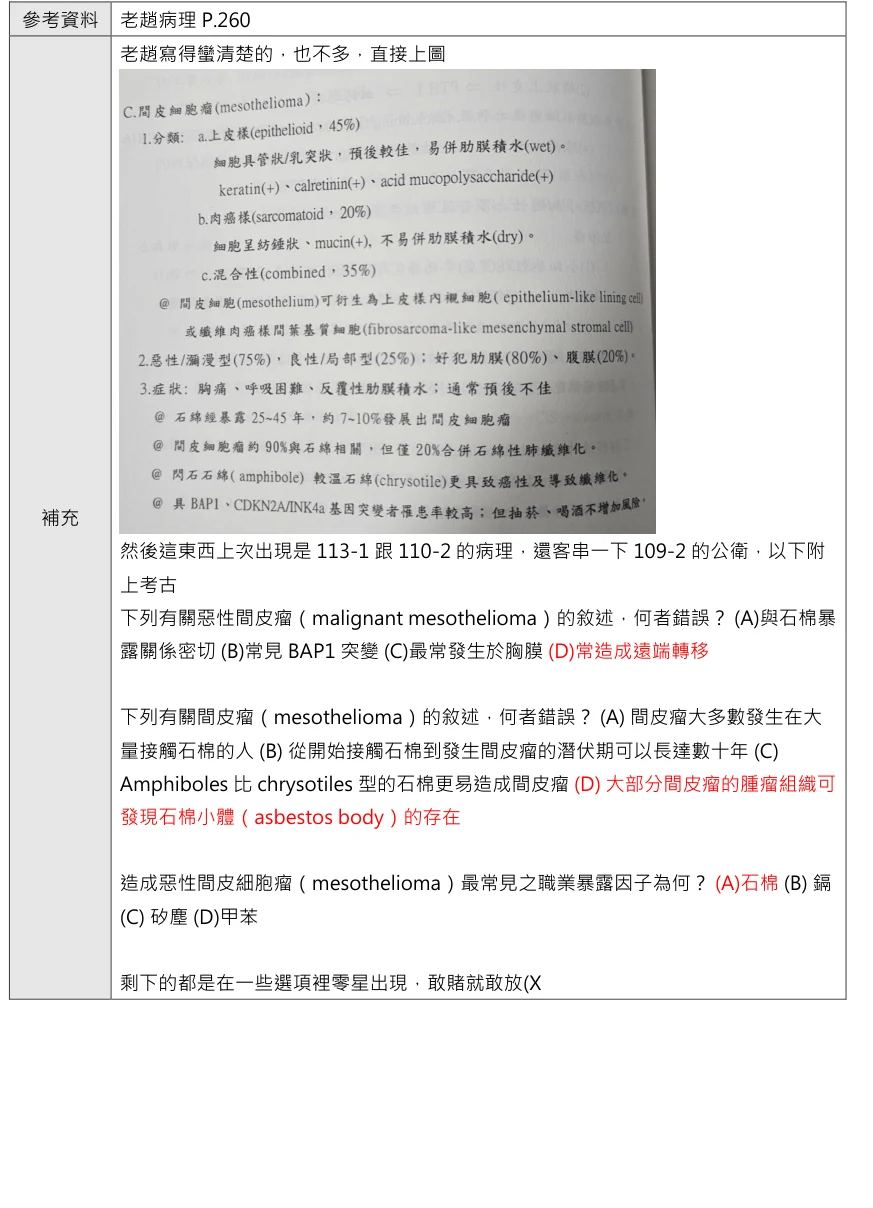 參考資料 老趙病理 P.260
老趙寫得蠻清楚的，也不多，直接上圖
C.間皮細胞瘤(mesothelioma)：
1.分類: a.上皮樣(epithelioid，45%)
細胞具管狀/乳突狀，預後較佳，易併肋膜積水(wet)。
keratin(+)、calretinin(+)、acid mucopolysaccharide(+)
b.肉癌樣(sarcomatoid，20%)
細胞呈紡錘狀、mucin(+), 不易併肋膜積水(dry)。
c.混合性(combined，35%)
@ 間皮細胞(mesothelium)可衍生為上皮樣內襯細胞( epithelium-like lining cell)
或纖維肉癌樣間葉基質細胞(fibrosarcoma-like mesenchymal stromal cell)
2.惡性/瀰漫型(75%)，良性/局部型(25%)；好犯肋膜(80%)、腹膜(20%)。
3.症狀: 胸痛、呼吸困難、反覆性肋膜積水；通常預後不佳
@ 石綿經暴露 25~45 年，約 7~10%發展出間皮細胞瘤
@ 間皮細胞瘤約 90%與石綿相關，但僅 20%合併石綿性肺纖維化。
@ 閃石石綿( amphibole) 較溫石綿(chrysotile)更具致癌性及導致纖維化。
@ 具 BAP1、CDKN2A/INK4a 基因突變者罹患率較高；但抽菸、喝酒不增加風險。
補充
然後這東西上次出現是 113-1 跟 110-2 的病理，還客串一下 109-2 的公衛，以下附
上考古
下列有關惡性間皮瘤（malignant mesothelioma）的敘述，何者錯誤？ (A)與石棉暴
露關係密切 (B)常見 BAP1 突變 (C)最常發生於胸膜 (D)常造成遠端轉移
下列有關間皮瘤（mesothelioma）的敘述，何者錯誤？ (A) 間皮瘤大多數發生在大
量接觸石棉的人 (B) 從開始接觸石棉到發生間皮瘤的潛伏期可以長達數十年 (C)
Amphiboles 比 chrysotiles 型的石棉更易造成間皮瘤 (D) 大部分間皮瘤的腫瘤組織可
發現石棉小體（asbestos body）的存在
造成惡性間皮細胞瘤（mesothelioma）最常見之職業暴露因子為何？ (A)石棉 (B) 鎘
(C) 矽塵 (D)甲苯
剩下的都是在一些選項裡零星出現，敢賭就敢放(X